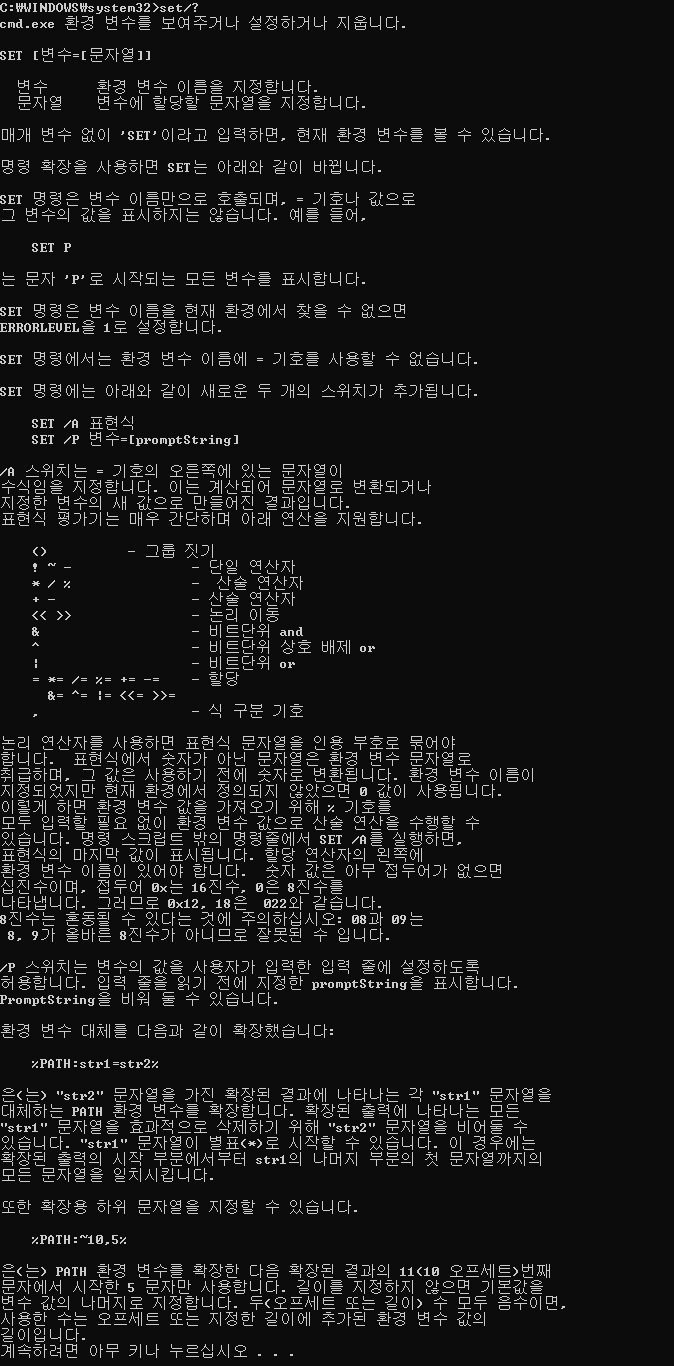 C:\WINDOWS\system32>set/?
cmd.exe 환경 변수를 보여주거나 설정하거나 지웁니다.
SET [변수=[문자열]]
변수 환경 변수 이름을 지정합니다.
문자열 변수에 할당할 문자열을 지정합니다.
매개 변수 없이 'SET'이라고 입력하면, 현재 환경 변수를 볼 수 있습니다.
명령 확장을 사용하면 SET는 아래와 같이 바뀝니다.
SET 명령은 변수 이름만으로 호출되며, = 기호나 값으로
그 변수의 값을 표시하지는 않습니다. 예를 들어,
SET P
는 문자 'P'로 시작되는 모든 변수를 표시합니다.
SET 명령은 변수 이름을 현재 환경에서 찾을 수 없으면
ERRORLEVEL을 1로 설정합니다.
SET 명령에서는 환경 변수 이름에 = 기호를 사용할 수 없습니다.
SET 명령에는 아래와 같이 새로운 두 개의 스위치가 추가됩니다.
SET /A 표현식
SET /P 변수=[promptString]
/A 스위치는 = 기호의 오른쪽에 있는 문자열이
수식임을 지정합니다. 이는 계산되어 문자열로 변환되거나
지정한 변수의 새 값으로 만들어진 결과입니다.
표현식 평가기는 매우 간단하며 아래 연산을 지원합니다.
() - 그룹 짓기
! ~ - - 단일 연산자
* / % - 산술 연산자
+ - - 산술 연산자
<< >> - 논리 이동
& - 비트단위 and
^ - 비트단위 상호 배제 or
| - 비트단위 or
= *= /= %= += -= - 할당
&= ^= |= <<= >>=
, - 식 구분 기호
논리 연산자를 사용하면 표현식 문자열을 인용 부호로 묶어야
합니다. 표현식에서 숫자가 아닌 문자열은 환경 변수 문자열로
취급하며, 그 값은 사용하기 전에 숫자로 변환됩니다. 환경 변수 이름이
지정되었지만 현재 환경에서 정의되지 않았으면 0 값이 사용됩니다.
이렇게 하면 환경 변수 값을 가져오기 위해 % 기호를
모두 입력할 필요 없이 환경 변수 값으로 산술 연산을 수행할 수
있습니다. 명령 스크립트 밖의 명령줄에서 SET /A를 실행하면,
표현식의 마지막 값이 표시됩니다. 할당 연산자의 왼쪽에
환경 변수 이름이 있어야 합니다. 숫자 값은 아무 접두어가 없으면
십진수이며, 접두어 0x는 16진수, 0은 8진수를
나타냅니다. 그러므로 0x12, 18은 022와 같습니다.
8진수는 혼동될 수 있다는 것에 주의하십시오: 08과 09는
8, 9가 올바른 8진수가 아니므로 잘못된 수 입니다.
/P 스위치는 변수의 값을 사용자가 입력한 입력 줄에 설정하도록
허용합니다. 입력 줄을 읽기 전에 지정한 promptString을 표시합니다.
PromptString을 비워 둘 수 있습니다.
환경 변수 대체를 다음과 같이 확장했습니다:
%PATH:str1=str2%
은(는) "str2" 문자열을 가진 확장된 결과에 나타나는 각 "str1" 문자열을
대체하는 PATH 환경 변수를 확장합니다. 확장된 출력에 나타나는 모든
"str1" 문자열을 효과적으로 삭제하기 위해 "str2" 문자열을 비어둘 수
있습니다. "str1" 문자열이 별표(*)로 시작할 수 있습니다. 이 경우에는
확장된 출력의 시작 부분에서부터 str1의 나머지 부분의 첫 문자열까지의
모든 문자열을 일치시킵니다.
또한 확장용 하위 문자열을 지정할 수 있습니다.
%PATH:~10,5%
은(는) PATH 환경 변수를 확장한 다음 확장된 결과의 11(10 오프세트)번째
문자에서 시작한 5 문자만 사용합니다. 길이를 지정하지 않으면 기본값을
변수 값의 나머지로 지정합니다. 두(오프세트 또는 길이) 수 모두 음수이면,
사용한 수는 오프세트 또는 지정한 길이에 추가된 환경 변수 값의
길이입니다.
계속하려면 아무 키나 누르십시오 . . .